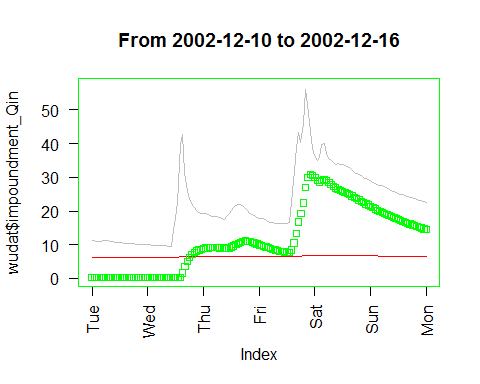 From 2002-12-10 to 2002-12-16
wudat$impoundment_Qin
50
40
30
20
10
0
Tue
Wed
Thu
Fri
Sat
Sun
Mon
Index